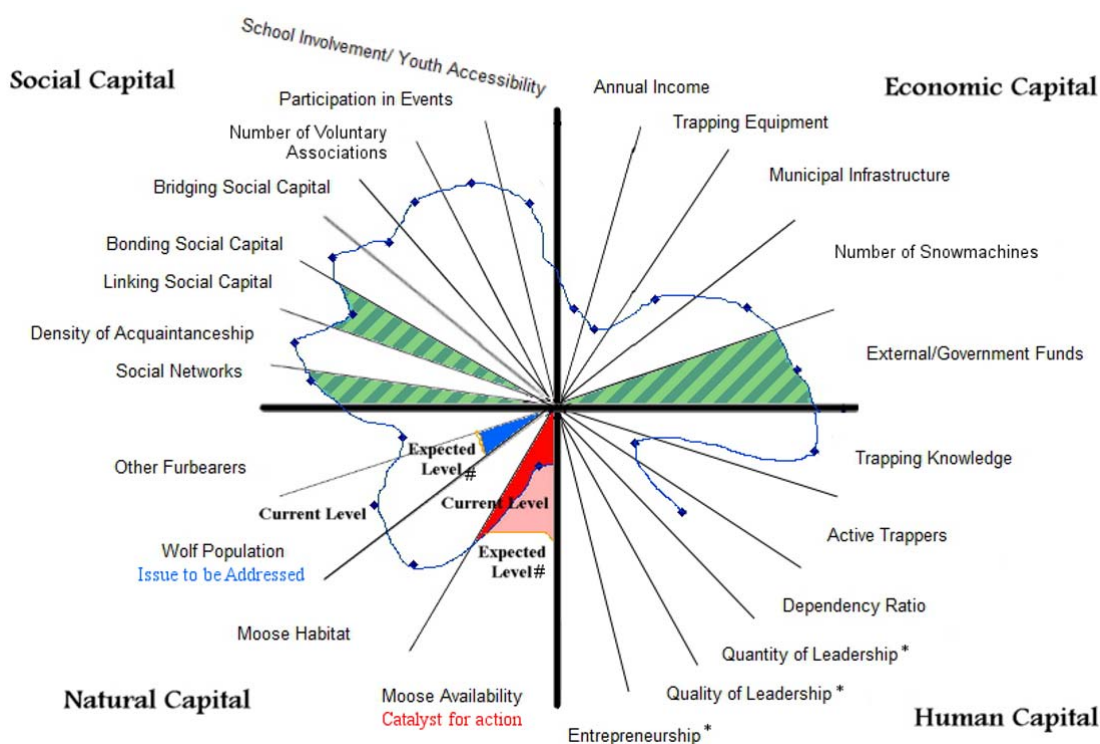 School Involvement/ Youth Accessibility
Social Capital
Participation in Events
Number of Voluntary
Associations
Bridging Social Capital
Bonding Social Capital
Linking Social Capital
Density of Acquaintanceship
Social Networks
Annual Income
Economic Capital
Trapping Equipment
Municipal Infrastructure
Number of Snowmachines
External/Government Funds
Other Furbearers
Expected
Level#
Current Level
Current Level
Wolf Population
Issue to be Addressed
Expected
Level#
Moose Habitat
Natural Capital
Moose Availability
Catalyst for action
Trapping Knowledge
Active Trappers
Dependency Ratio
Quantity of Leadership*
Quality of Leadership*
Entrepreneurship*
Human Capital